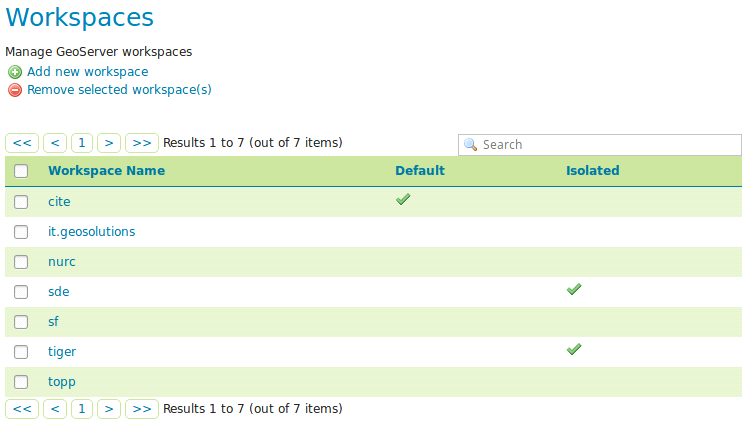 Workspaces
Manage GeoServer workspaces
Add new workspace
Remove selected workspace(s)
<< < 1 > >> Results 1 to 7 (out of 7 items) Search
Workspace Name Default Isolated
cite
it.geosolutions
nurc
sde
sf
tiger
topp
<< < 1 > >> Results 1 to 7 (out of 7 items)